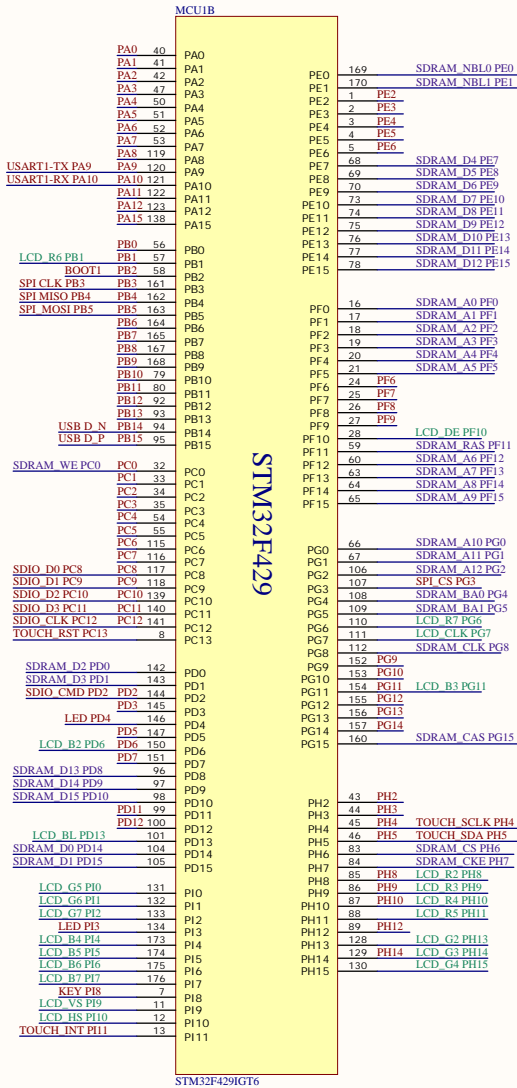 MCU1B
PA0 40 PA0
PA1 41 PA1
PA2 42 PA2
PA3 47 PA3
PA4 50 PA4
PA5 51 PA5
PA6 52 PA6
PA7 53 PA7
PA8 119 PA8
USART1-TX PA9 PA9 120 PA9
USART1-RX PA10 PA10 121 PA10
PA11 122 PA11
PA12 123 PA12
PA15 138 PA15
PB0 56 PB0
LCD_R6 PB1 PB1 57 PB1
BOOT1 PB2 58 PB2
SPI CLK PB3 PB3 161 PB3
SPI MISO PB4 PB4 162 PB4
SPI_MOSI PB5 PB5 163 PB5
PB6 164 PB6
PB7 165 PB7
PB8 167 PB8
PB9 168 PB9
PB10 79 PB10
PB11 80 PB11
PB12 92 PB12
PB13 93 PB13
USB D_N PB14 94 PB14
USB D_P PB15 95 PB15
SDRAM_WE PC0 PC0 32 PC0
PC1 33 PC1
PC2 34 PC2
PC3 35 PC3
PC4 54 PC4
PC5 55 PC5
PC6 115 PC6
PC7 116 PC7
SDIO_D0 PC8 PC8 117 PC8
SDIO_D1 PC9 PC9 118 PC9
SDIO_D2 PC10 PC10 139 PC10
SDIO_D3 PC11 PC11 140 PC11
SDIO_CLK PC12 PC12 141 PC12
TOUCH_RST PC13 8 PC13
SDRAM_D2 PD0 142 PD0
SDRAM_D3 PD1 143 PD1
SDIO_CMD PD2 PD2 144 PD2
PD3 145 PD3
LED PD4 146 PD4
PD5 147 PD5
LCD_B2 PD6 PD6 150 PD6
PD7 151 PD7
SDRAM_D13 PD8 96 PD8
SDRAM_D14 PD9 97 PD9
SDRAM_D15 PD10 98 PD10
PD11 99 PD11
PD12 100 PD12
LCD_BL PD13 101 PD13
SDRAM_D0 PD14 104 PD14
SDRAM_D1 PD15 105 PD15
LCD_G5 PI0 131 PI0
LCD_G6 PI1 132 PI1
LCD_G7 PI2 133 PI2
LED PI3 134 PI3
LCD_B4 PI4 173 PI4
LCD_B5 PI5 174 PI5
LCD_B6 PI6 175 PI6
LCD_B7 PI7 176 PI7
KEY PI8 7 PI8
LCD_VS PI9 11 PI9
LCD_HS PI10 12 PI10
TOUCH_INT PI11 13 PI11
STM32F429
PE0 169 SDRAM_NBL0 PE0
PE1 170 SDRAM_NBL1 PE1
PE2 1 PE2
PE3 2 PE3
PE4 3 PE4
PE5 4 PE5
PE6 5 PE6
PE7 68 SDRAM_D4 PE7
PE8 69 SDRAM_D5 PE8
PE9 70 SDRAM_D6 PE9
PE10 73 SDRAM_D7 PE10
PE11 74 SDRAM_D8 PE11
PE12 75 SDRAM_D9 PE12
PE13 76 SDRAM_D10 PE13
PE14 77 SDRAM_D11 PE14
PE15 78 SDRAM_D12 PE15
PF0 16 SDRAM_A0 PF0
PF1 17 SDRAM_A1 PF1
PF2 18 SDRAM_A2 PF2
PF3 19 SDRAM_A3 PF3
PF4 20 SDRAM_A4 PF4
PF5 21 SDRAM_A5 PF5
PF6 24 PF6
PF7 25 PF7
PF8 26 PF8
PF9 27 PF9
PF10 28 LCD_DE PF10
PF11 59 SDRAM_RAS PF11
PF12 60 SDRAM_A6 PF12
PF13 63 SDRAM_A7 PF13
PF14 64 SDRAM_A8 PF14
PF15 65 SDRAM_A9 PF15
PG0 66 SDRAM_A10 PG0
PG1 67 SDRAM_A11 PG1
PG2 106 SDRAM_A12 PG2
PG3 107 SPI_CS PG3
PG4 108 SDRAM_BA0 PG4
PG5 109 SDRAM_BA1 PG5
PG6 110 LCD_R7 PG6
PG7 111 LCD_CLK PG7
PG8 112 SDRAM_CLK PG8
PG9 152 PG9
PG10 153 PG10
PG11 154 PG11 LCD_B3 PG11
PG12 155 PG12
PG13 156 PG13
PG14 157 PG14
PG15 160 SDRAM_CAS PG15
PH2 43 PH2
PH3 44 PH3
PH4 45 PH4 TOUCH_SCLK PH4
PH5 46 PH5 TOUCH_SDA PH5
PH6 83 SDRAM_CS PH6
PH7 84 SDRAM_CKE PH7
PH8 85 PH8 LCD_R2 PH8
PH9 86 PH9 LCD_R3 PH9
PH10 87 PH10 LCD_R4 PH10
PH11 88 LCD_R5 PH11
PH12 89 PH12
PH13 128 LCD_G2 PH13
PH14 129 PH14 LCD_G3 PH14
PH15 130 LCD_G4 PH15
STM32F429IGT6